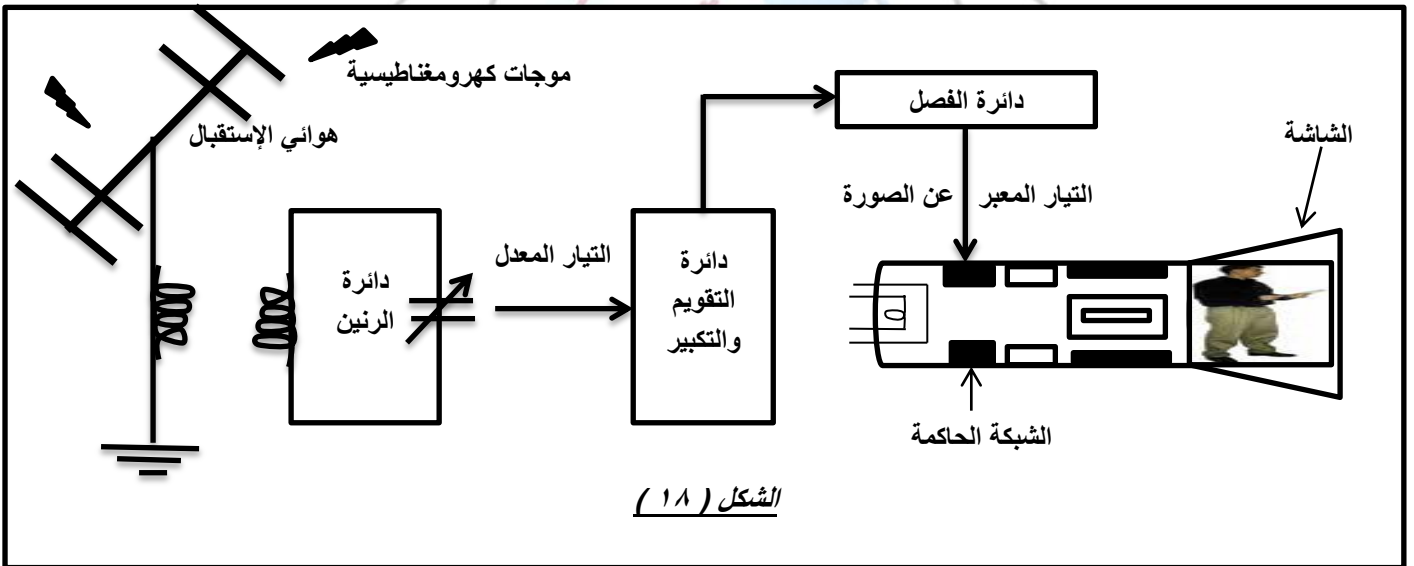 موجات كهرومغناطيسية
هوائي الإستقبال
دائرة الفصل
الشاشة
التيار المعبر عن الصورة
دائرة
الرنين
التيار المعدل
دائرة
التقويم
والتكبير
الشبكة الحاكمة
الشكل ( ١٨ )